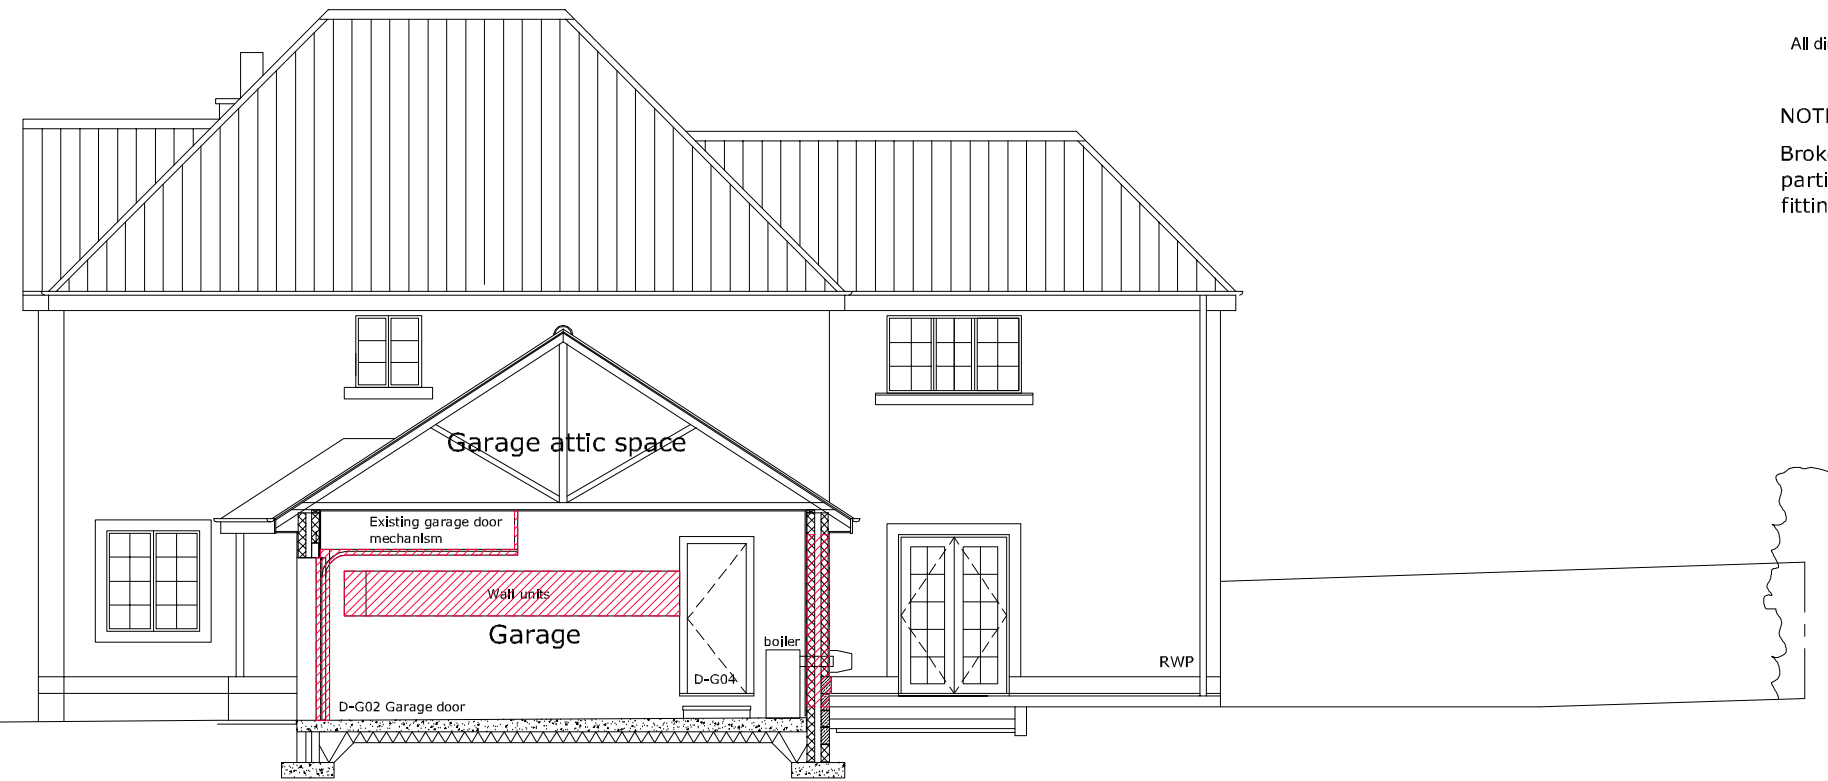 All di
NOT
Brok
parti
fittin
Garage attic space
Existing garage door
mechanism
Wall units
Garage
boiler
D-G04
RWP
D-G02 Garage door